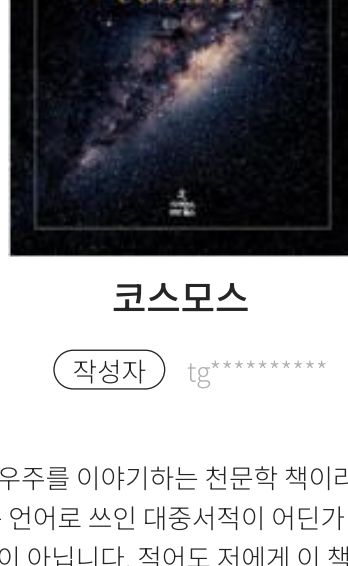 코스모스
작성자 tg**********
우주를 이야기하는 천문학 책이라
언어로 쓰인 대중서적이 어딘가
이 아닙니다. 적어도 저에게 이 책